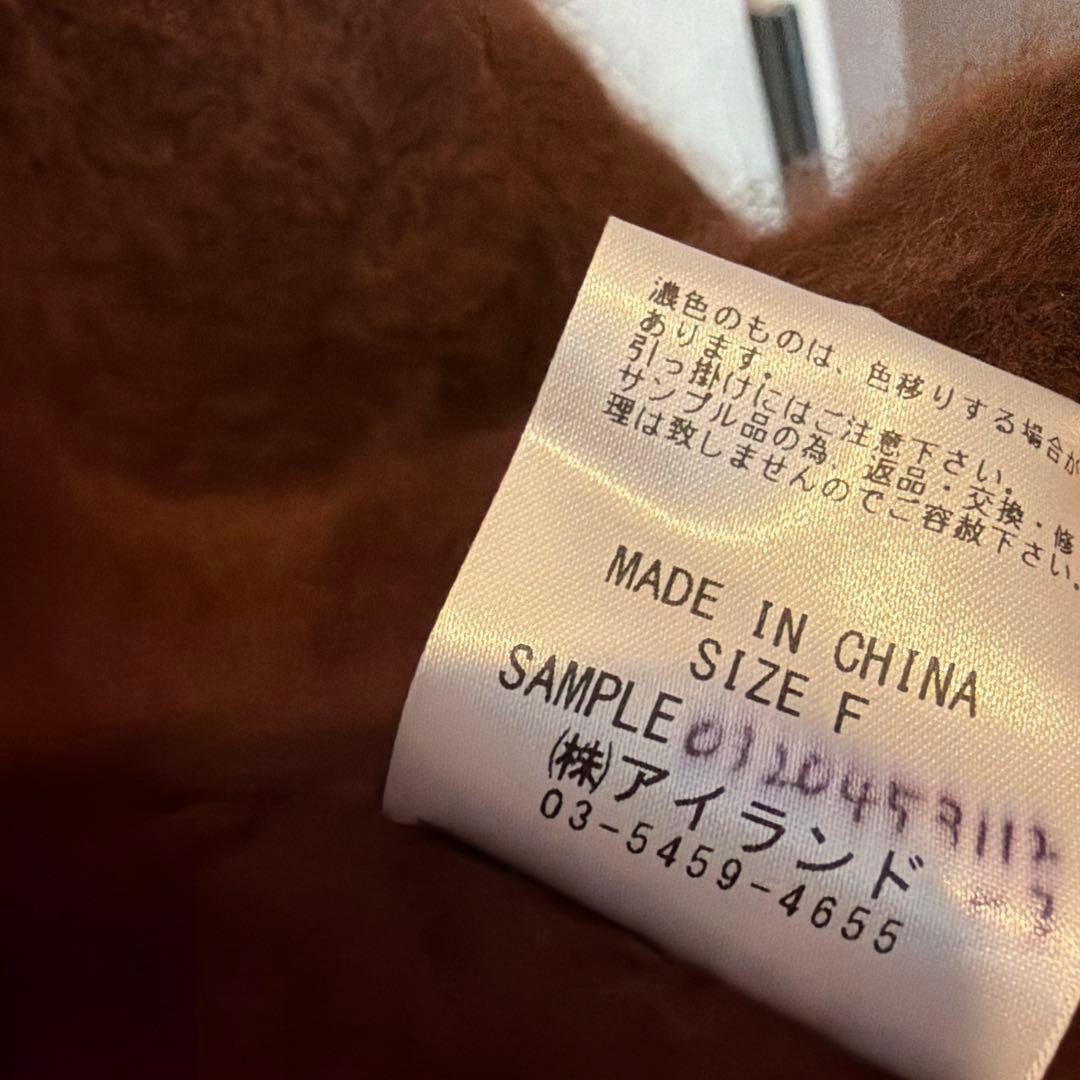 濃色のものは、色移りする場合が
あります。
引っ掛けにはご注意下さい。
サンプル品の為、返品・交換・修
理は致しませんのでご容赦下さい。
MADE IN CHINA
SIZE F
SAMPLE
㈱アイランド
03-5459-4655